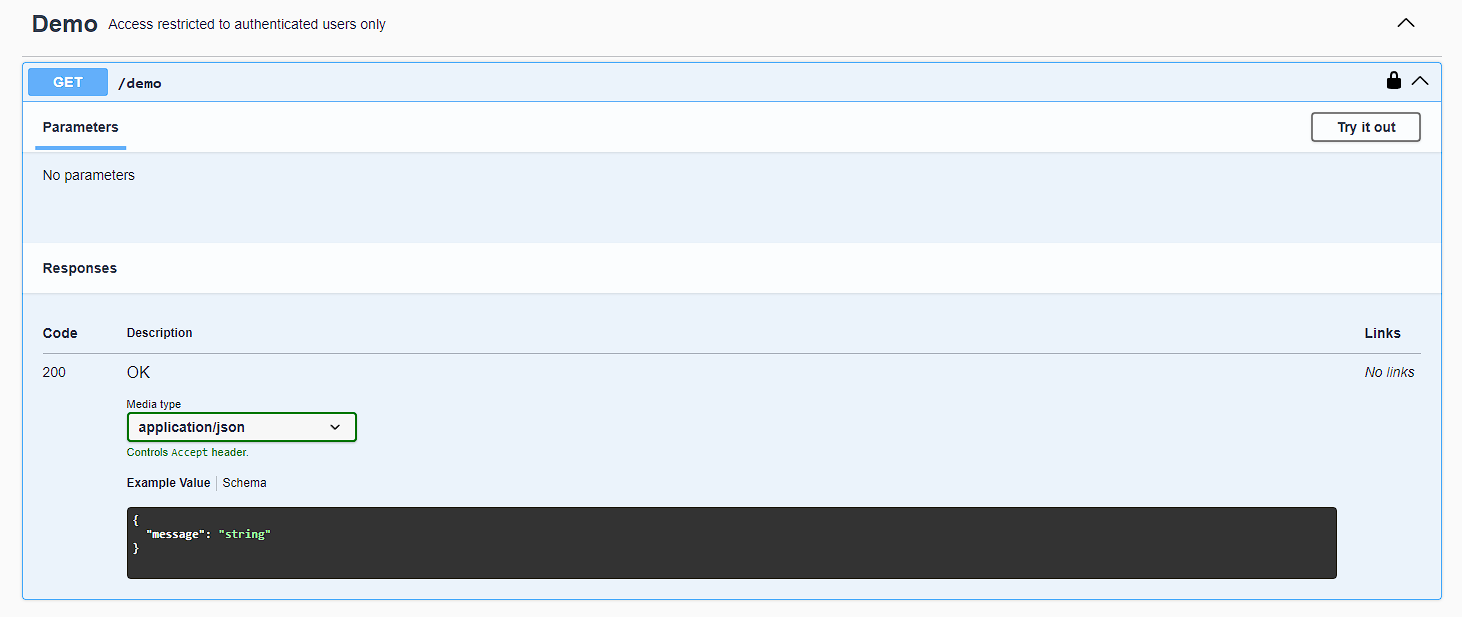 Demo Access restricted to authenticated users only
GET /demo
Parameters Try it out
No parameters
Responses
Code Description Links
200 OK No links
Media type
application/json
Controls Accept header.
Example Value Schema
{
"message": "string"
}